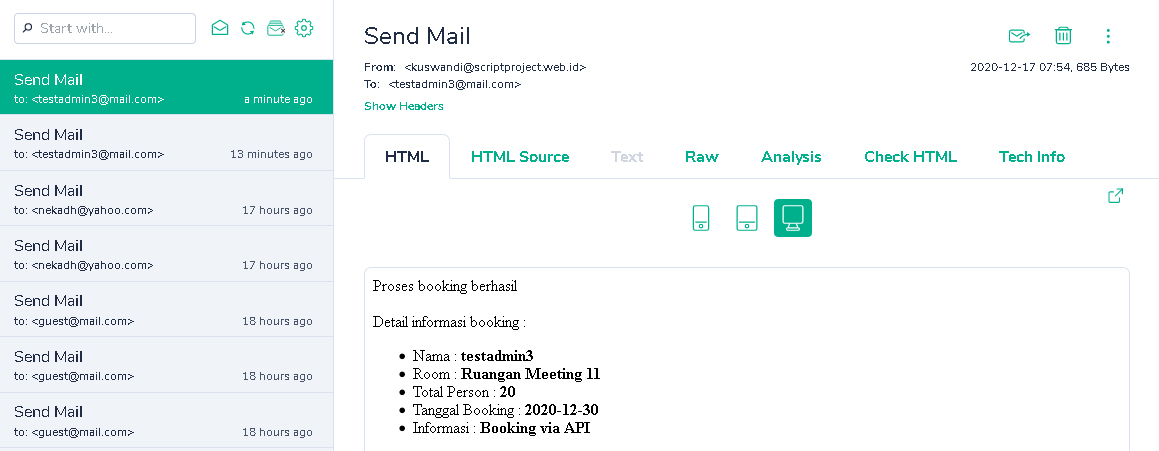 Start with...
Send Mail
to: <testadmin3@mail.com> a minute ago
Send Mail
to: <testadmin3@mail.com> 13 minutes ago
Send Mail
to: <nekadh@yahoo.com> 17 hours ago
Send Mail
to: <nekadh@yahoo.com> 17 hours ago
Send Mail
to: <guest@mail.com> 18 hours ago
Send Mail
to: <guest@mail.com> 18 hours ago
Send Mail
to: <guest@mail.com> 18 hours ago
Send Mail
From: <kuswandi@scriptproject.web.id> 2020-12-17 07:54, 685 Bytes
To: <testadmin3@mail.com>
Show Headers
HTML HTML Source Text Raw Analysis Check HTML Tech Info
Proses booking berhasil
Detail informasi booking :
• Nama : testadmin3
• Room : Ruangan Meeting 11
• Total Person : 20
• Tanggal Booking : 2020-12-30
• Informasi : Booking via API